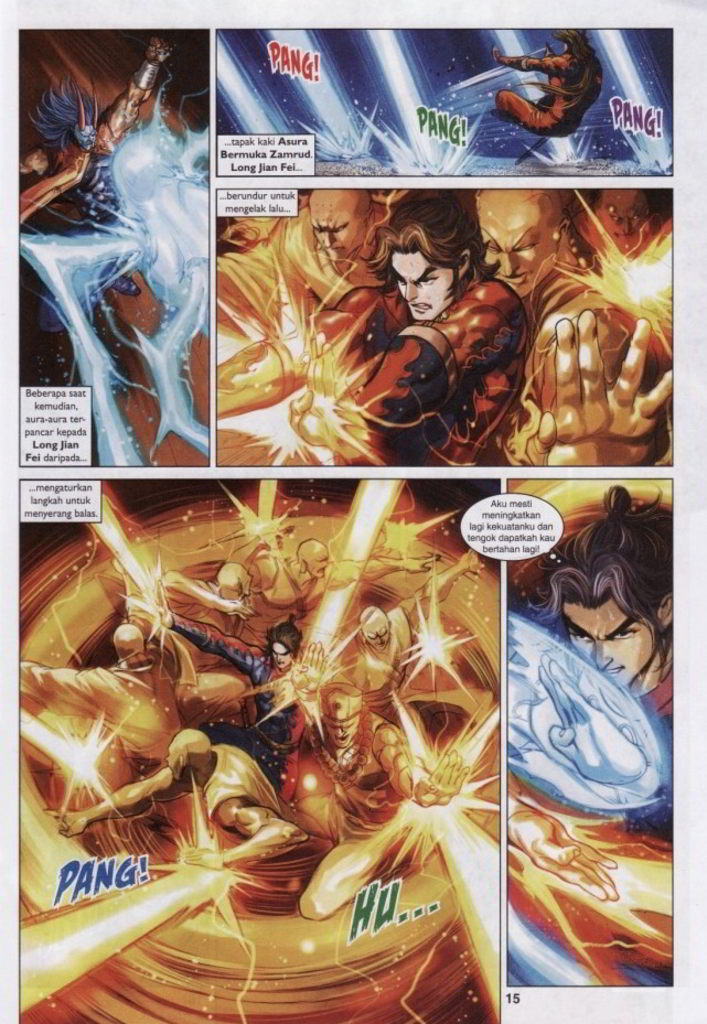 Beberapa saat
kemudian,
aura-aura ter-
pancar kepada
Long Jian
Fei daripada...
PANG!
PANG!
PANG!
...tapak kaki Asura
Bermuka Zamrud.
Long Jian Fei...
...berundur untuk
mengelak lalu...
...mengaturkan
langkah untuk
menyerang balas.
PANG!
HU...
Aku mesti
meningkatkan
lagi kekuatanku dan
tengok dapatkah kau
bertahan lagi!
15